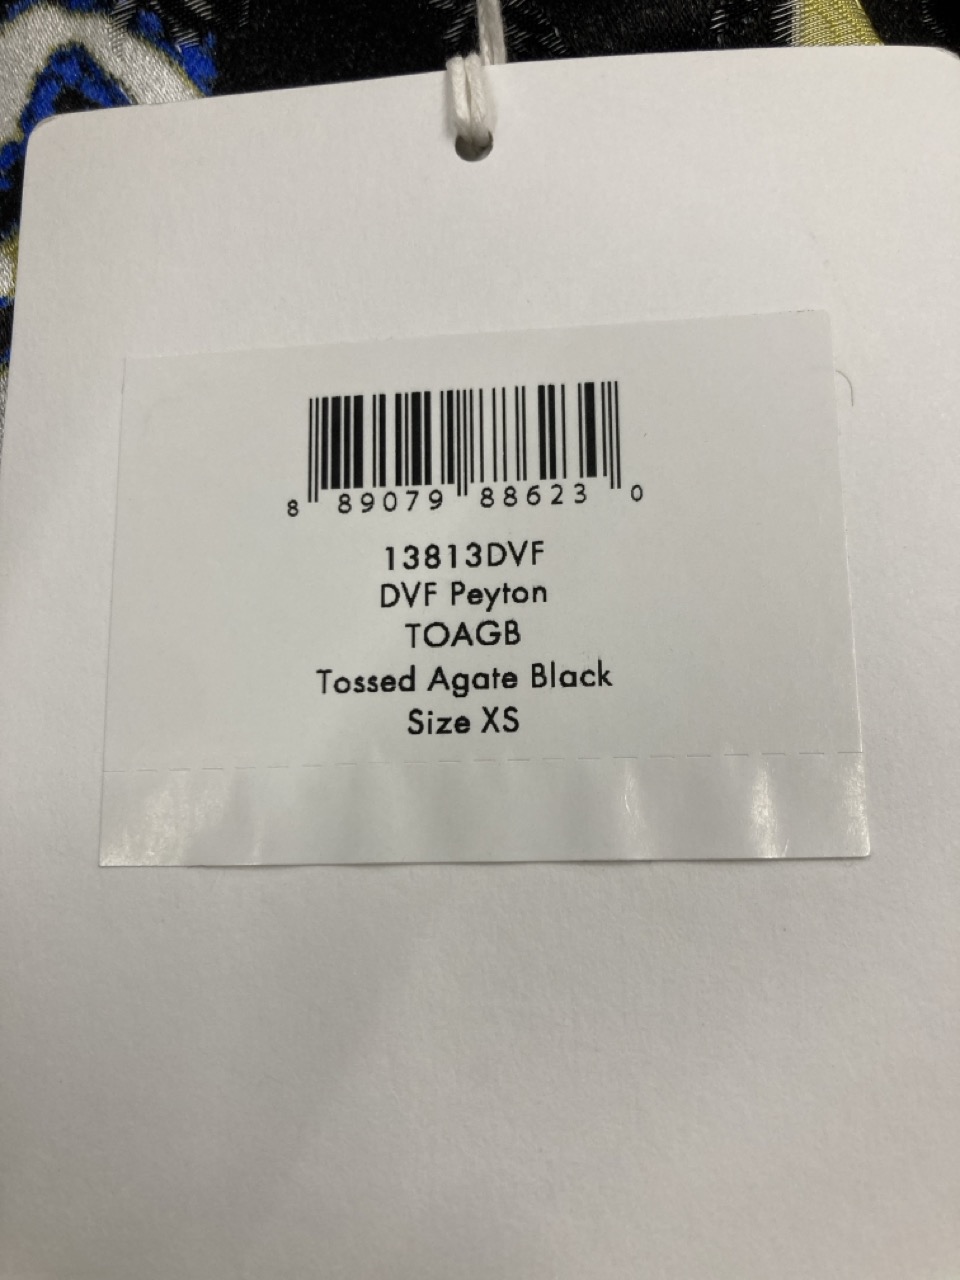 8 89079 88623 0
13813DVF
DVF Peyton
TOAGB
Tossed Agate Black
Size XS